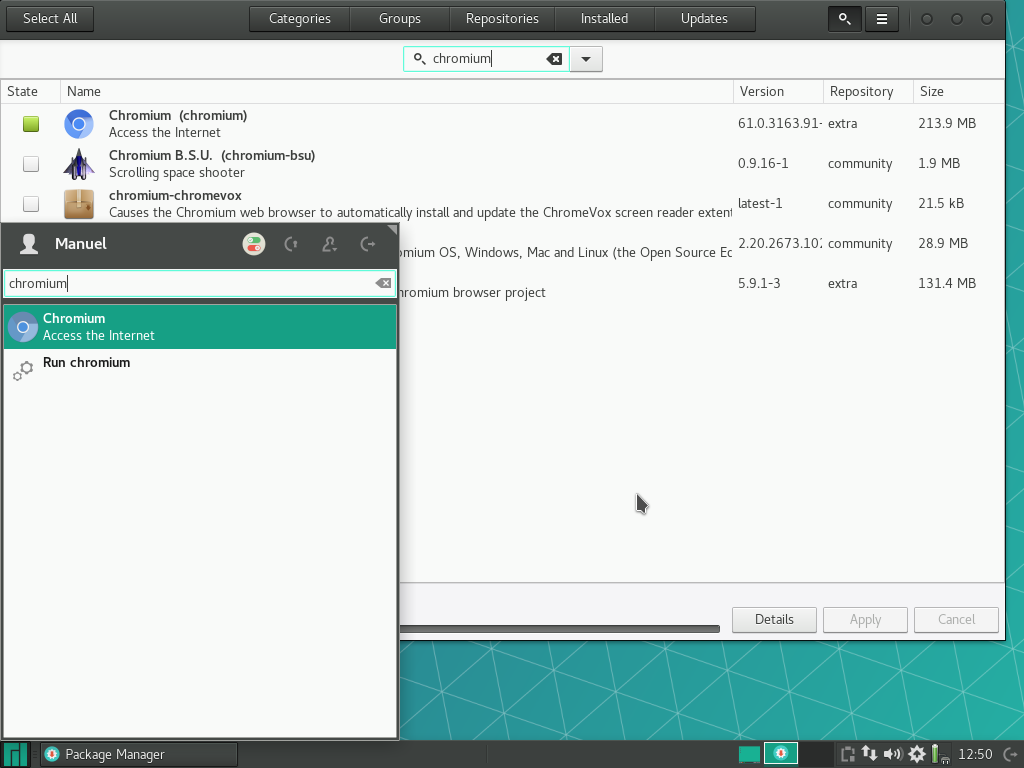 Select All
Categories
Groups
Repositories
Installed
Updates
chromium
State Name Version Repository Size
Chromium (chromium)
Access the Internet
61.0.3163.91- extra 213.9 MB
Chromium B.S.U. (chromium-bsu)
Scrolling space shooter
0.9.16-1 community 1.9 MB
chromium-chromevox
Causes the Chromium web browser to automatically install and update the ChromeVox screen reader extent
latest-1 community 21.5 kB
omium OS, Windows, Mac and Linux (the Open Source Ec
2.20.2673.102 community 28.9 MB
hromium browser project
5.9.1-3 extra 131.4 MB
Manuel
chromium
Chromium
Access the Internet
Run chromium
Details
Apply
Cancel
Package Manager
12:50